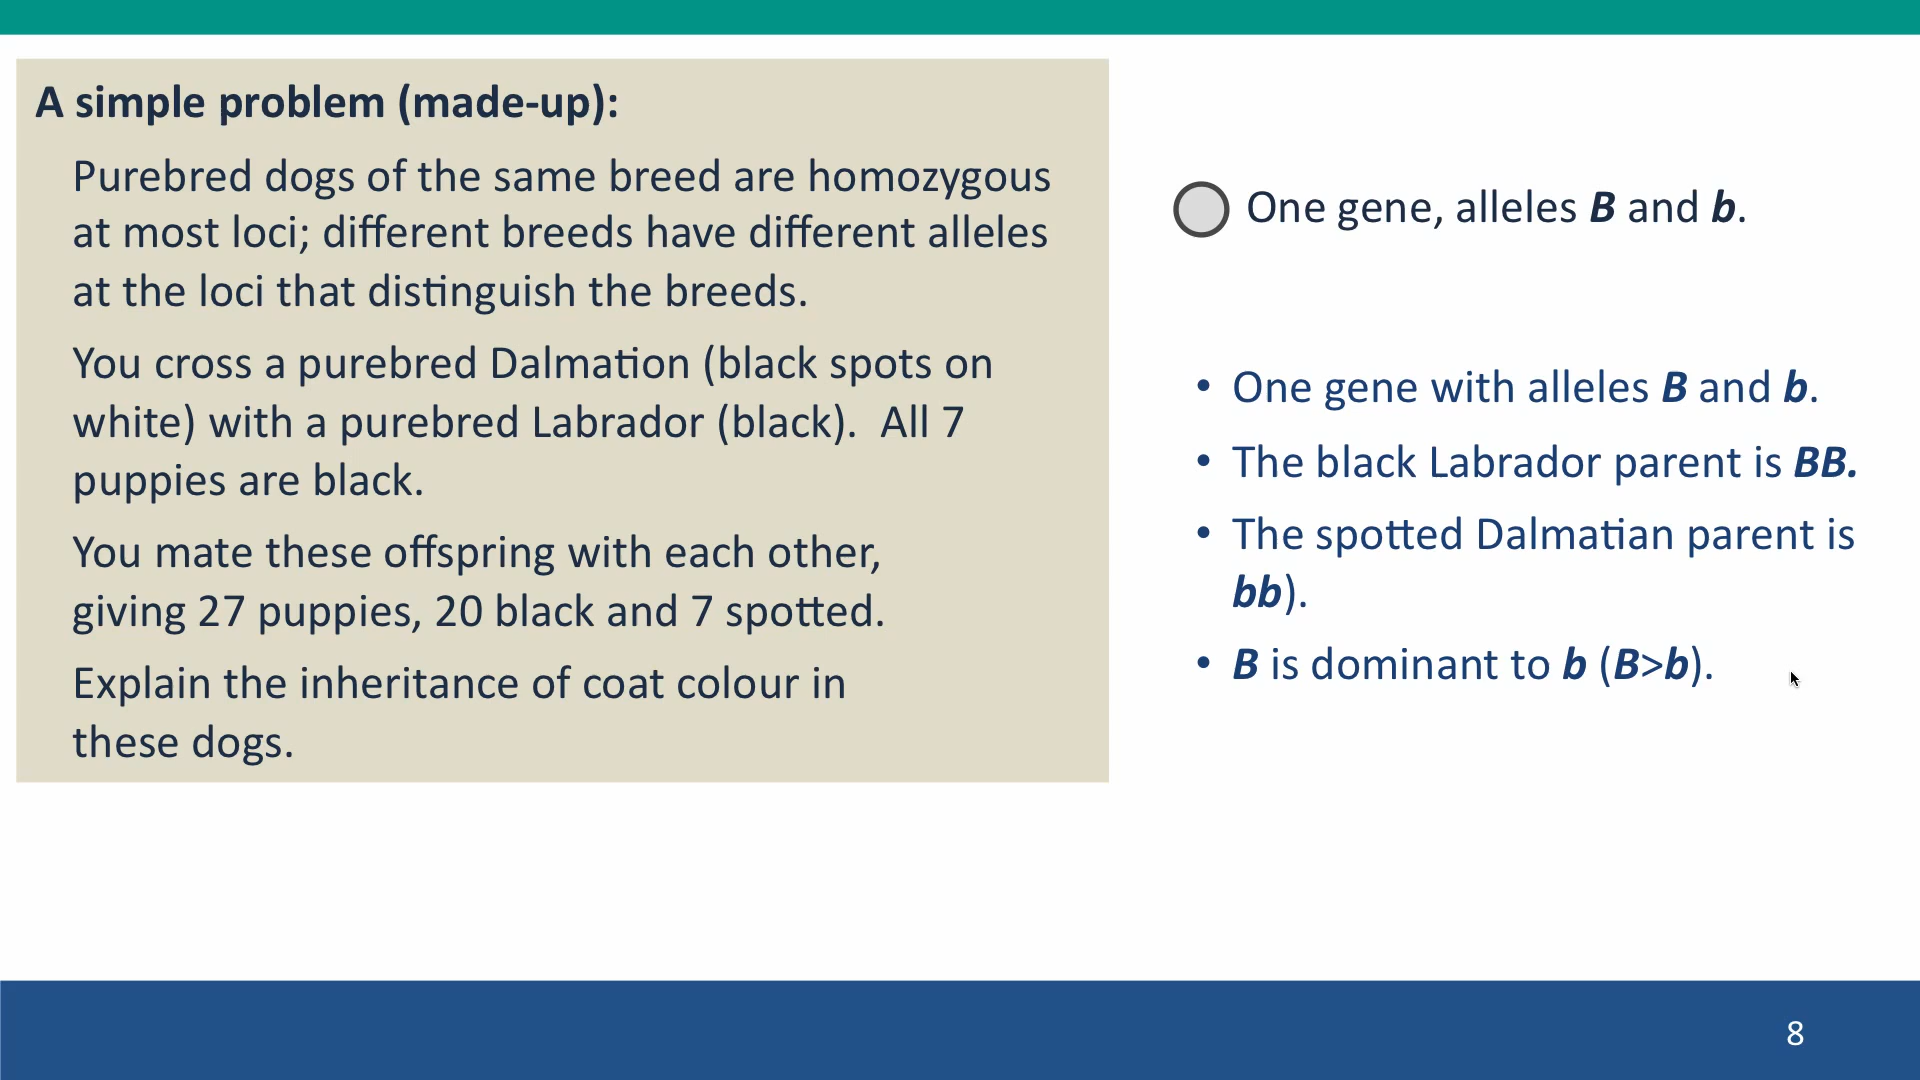 A simple problem (made-up):
Purebred dogs of the same breed are homozygous
at most loci; different breeds have different alleles
at the loci that distinguish the breeds.
You cross a purebred Dalmation (black spots on
white) with a purebred Labrador (black).  All 7
puppies are black.
You mate these offspring with each other,
giving 27 puppies, 20 black and 7 spotted.
Explain the inheritance of coat colour in
these dogs.
One gene, alleles B and b.
• One gene with alleles B and b.
• The black Labrador parent is BB.
• The spotted Dalmatian parent is
bb).
• B is dominant to b (B>b).
8